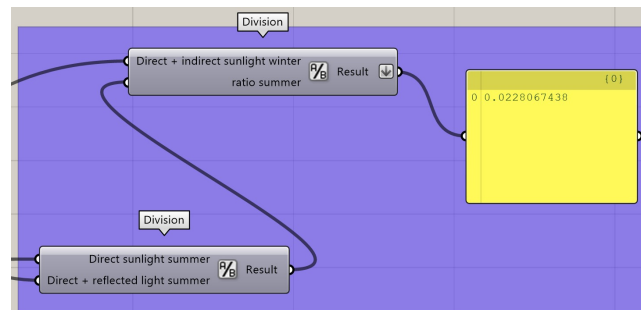 Division
Direct + indirect sunlight winter
ratio summer
A/B
Result
{0}
0 0.0228067438
Division
Direct sunlight summer
Direct + reflected light summer
A/B
Result